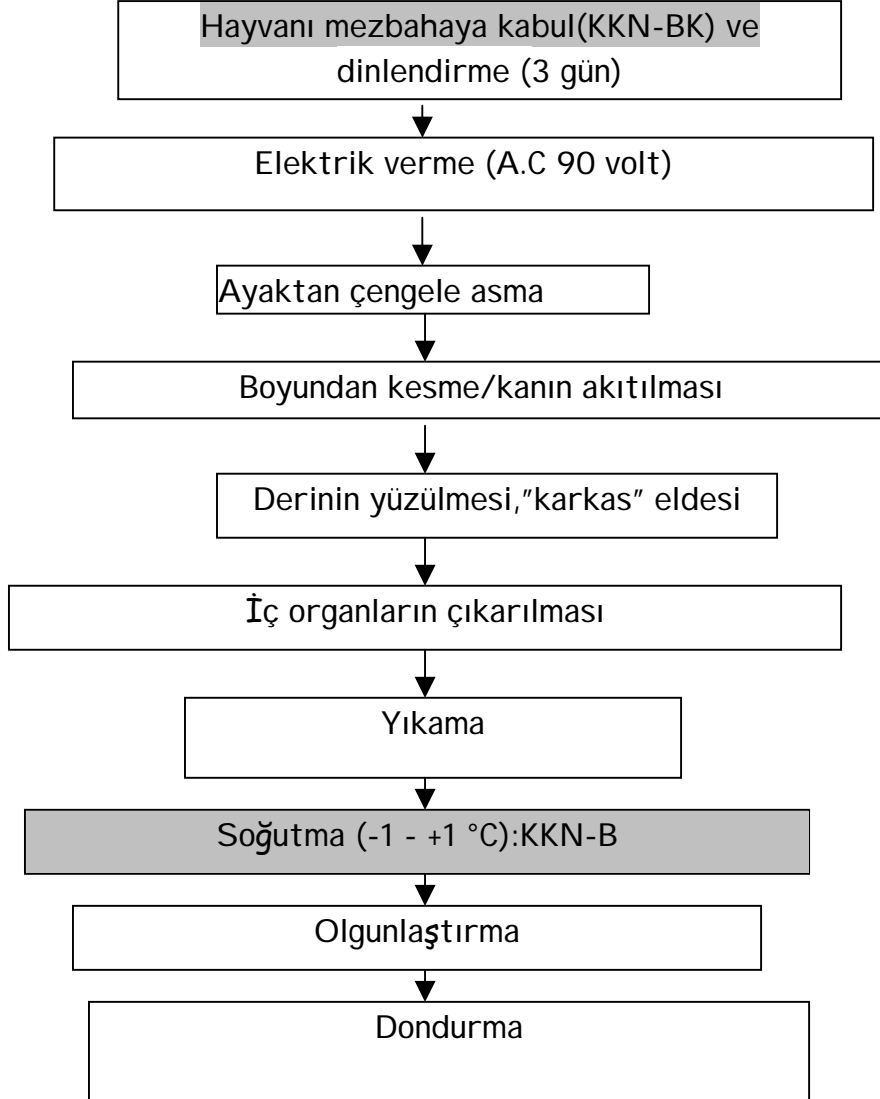 Hayvanı mezbahaya kabul(KKN-BK) ve
dinlendirme (3 gün)
Elektrik verme (A.C 90 volt)
Ayaktan çengele asma
Boyundan kesme/kanın akıtılması
Derinin yüzülmesi,”karkas” eldesi
İç organların çıkarılması
Yıkama
Soğutma (-1 - +1 °C):KKN-B
Olgunlaştırma
Dondurma